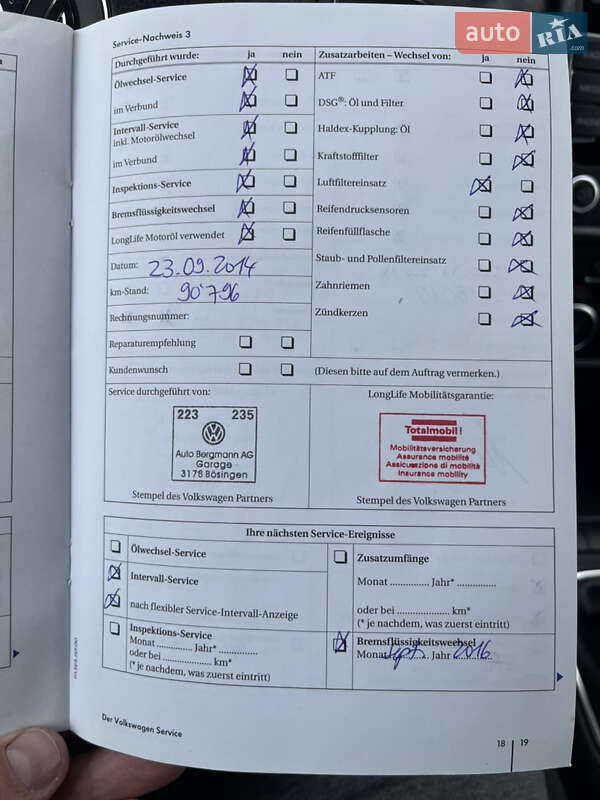 auto RIA .com
Service-Nachweis 3
Durchgeführt wurde: ja nein
Ölwechsel-Service
im Verbund
Intervall-Service
inkl. Motorölwechsel
im Verbund
Inspektions-Service
Bremsflüssigkeitswechsel
LongLife Motoröl verwendet
Datum: 23.09.2014
km-Stand: 90'796
Rechnungsnummer:
Reparaturempfehlung
Kundenwunsch
Zusatzarbeiten – Wechsel von: ja nein
ATF
DSG®: Öl und Filter
Haldex-Kupplung: Öl
Kraftstofffilter
Luftfiltereinsatz
Reifendrucksensoren
Reifenfüllflasche
Staub- und Pollenfiltereinsatz
Zahnriemen
Zündkerzen
(Diesen bitte auf dem Auftrag vermerken.)
Service durchgeführt von:
223 235
Auto Bergmann AG
Garage
3178 Bösingen
Stempel des Volkswagen Partners
LongLife Mobilitätsgarantie:
Totalmobil!
Mobilitätsversicherung
Assurance mobilité
Assicurazione di mobilità
Insurance mobility
Stempel des Volkswagen Partners
Ihre nächsten Service-Ereignisse
Ölwechsel-Service
Intervall-Service
nach flexibler Service-Intervall-Anzeige
Inspektions-Service
Monat .................. Jahr* ...............
oder bei ..................... km*
(* je nachdem, was zuerst eintritt)
Zusatzumfänge
Monat ............... Jahr* ...............
oder bei ..................... km*
(* je nachdem, was zuerst eintritt)
Bremsflüssigkeitswechsel
Monat Sept. Jahr 2016
Der Volkswagen Service
18 | 19